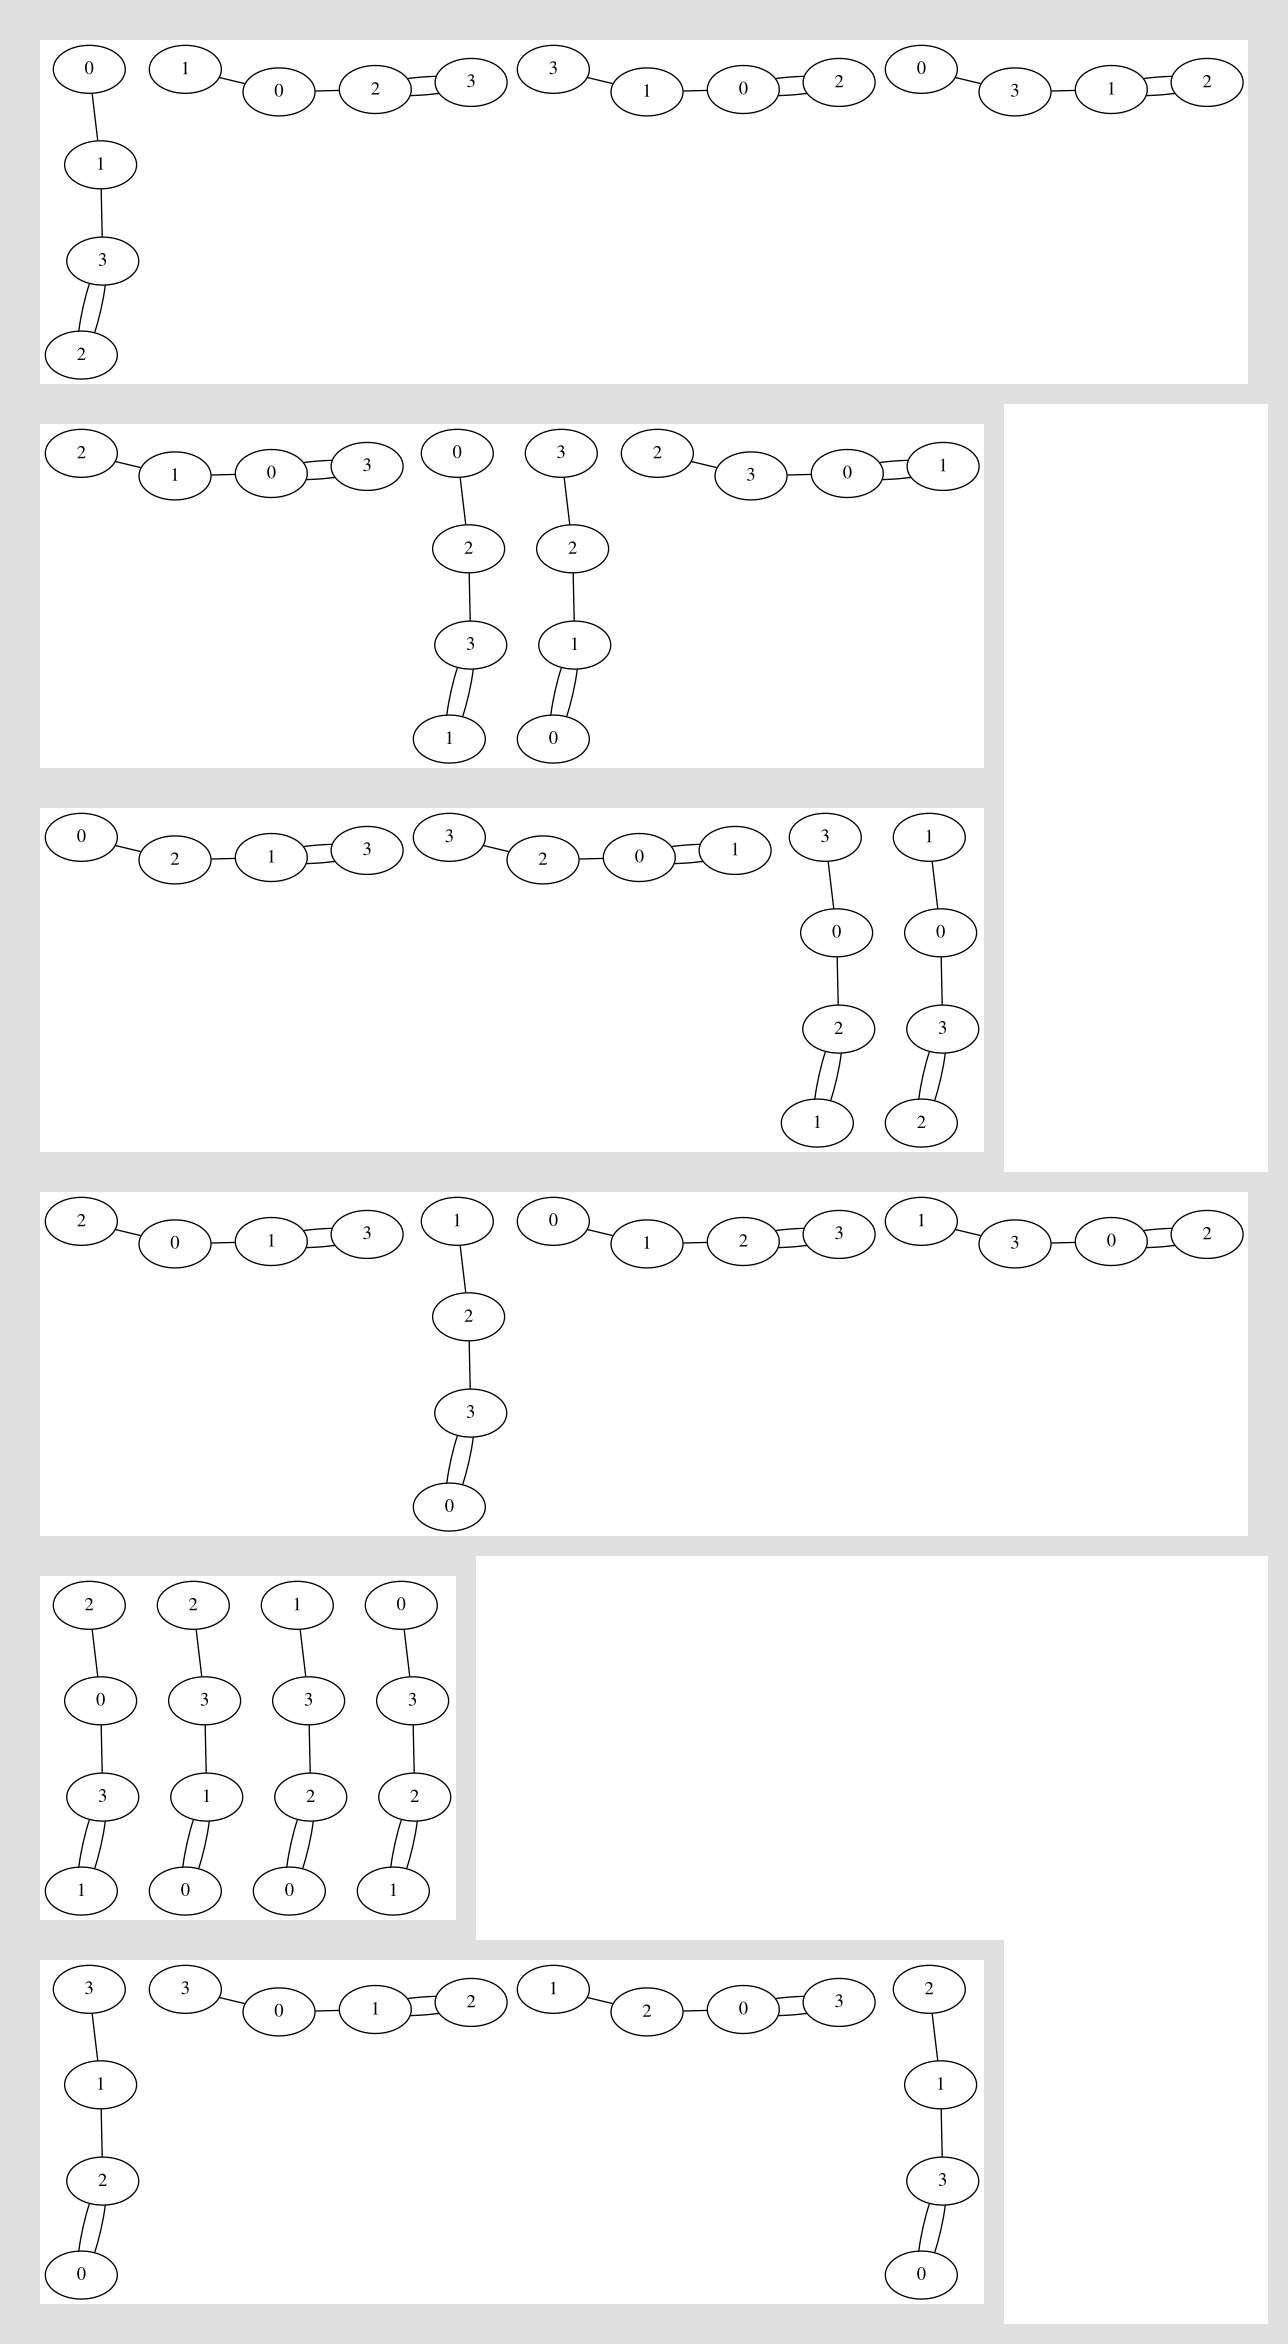 0 1 3 2
1 0 2 3
3 1 0 2
0 3 1 2
2 1 0 3
0 2 3 1
3 2 1 0
2 3 0 1
0 2 1 3
3 2 0 1
3 0 2 1
1 0 3 2
2 0 1 3
1 2 3 0
0 1 2 3
1 3 0 2
2 0 3 1
2 3 1 0
1 3 2 0
0 3 2 1
3 1 2 0
3 0 1 2
1 2 0 3
2 1 3 0